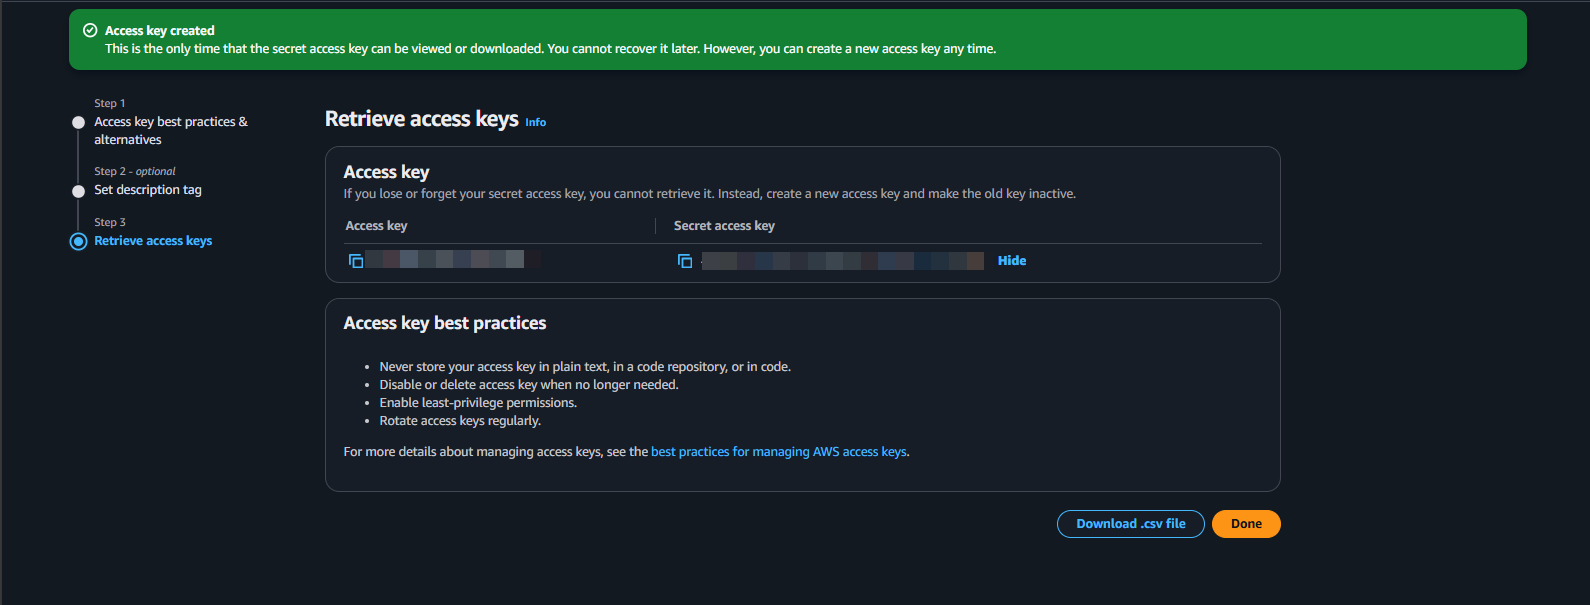 Access key created
This is the only time that the secret access key can be viewed or downloaded. You cannot recover it later. However, you can create a new access key any time.
Step 1
Access key best practices &
alternatives
Step 2 - optional
Set description tag
Step 3
Retrieve access keys
Retrieve access keys Info
Access key
If you lose or forget your secret access key, you cannot retrieve it. Instead, create a new access key and make the old key inactive.
Access key Secret access key
Hide
Access key best practices
• Never store your access key in plain text, in a code repository, or in code.
• Disable or delete access key when no longer needed.
• Enable least-privilege permissions.
• Rotate access keys regularly.
For more details about managing access keys, see the best practices for managing AWS access keys.
Download .csv file Done